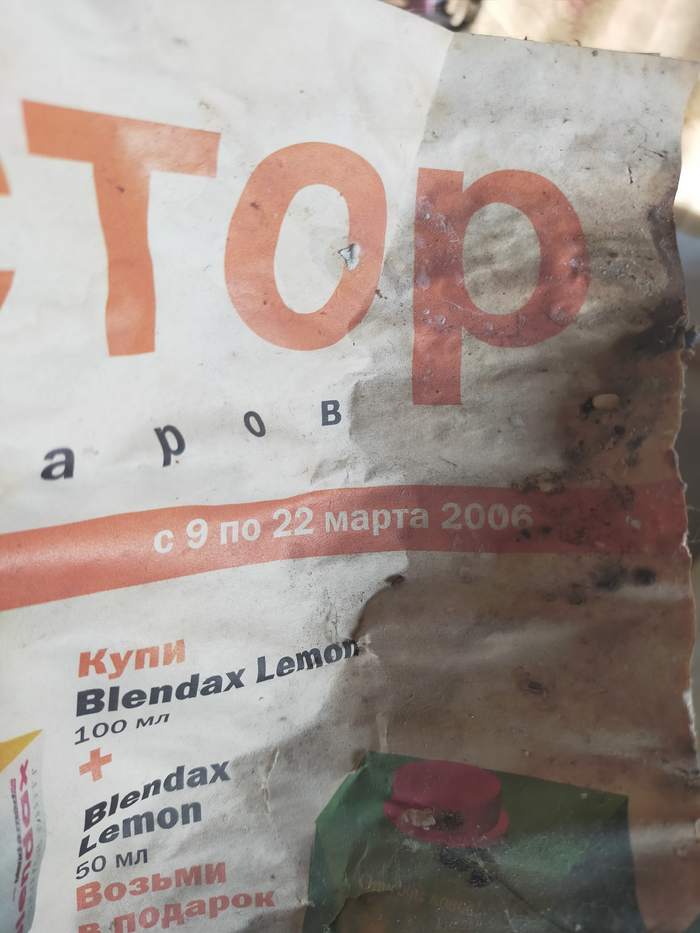 стор
аров
с 9 по 22 марта 2006
Купи
Blendax Lemon
100 мл
+
Blendax
Lemon
50 мл
Возьми
в подарок